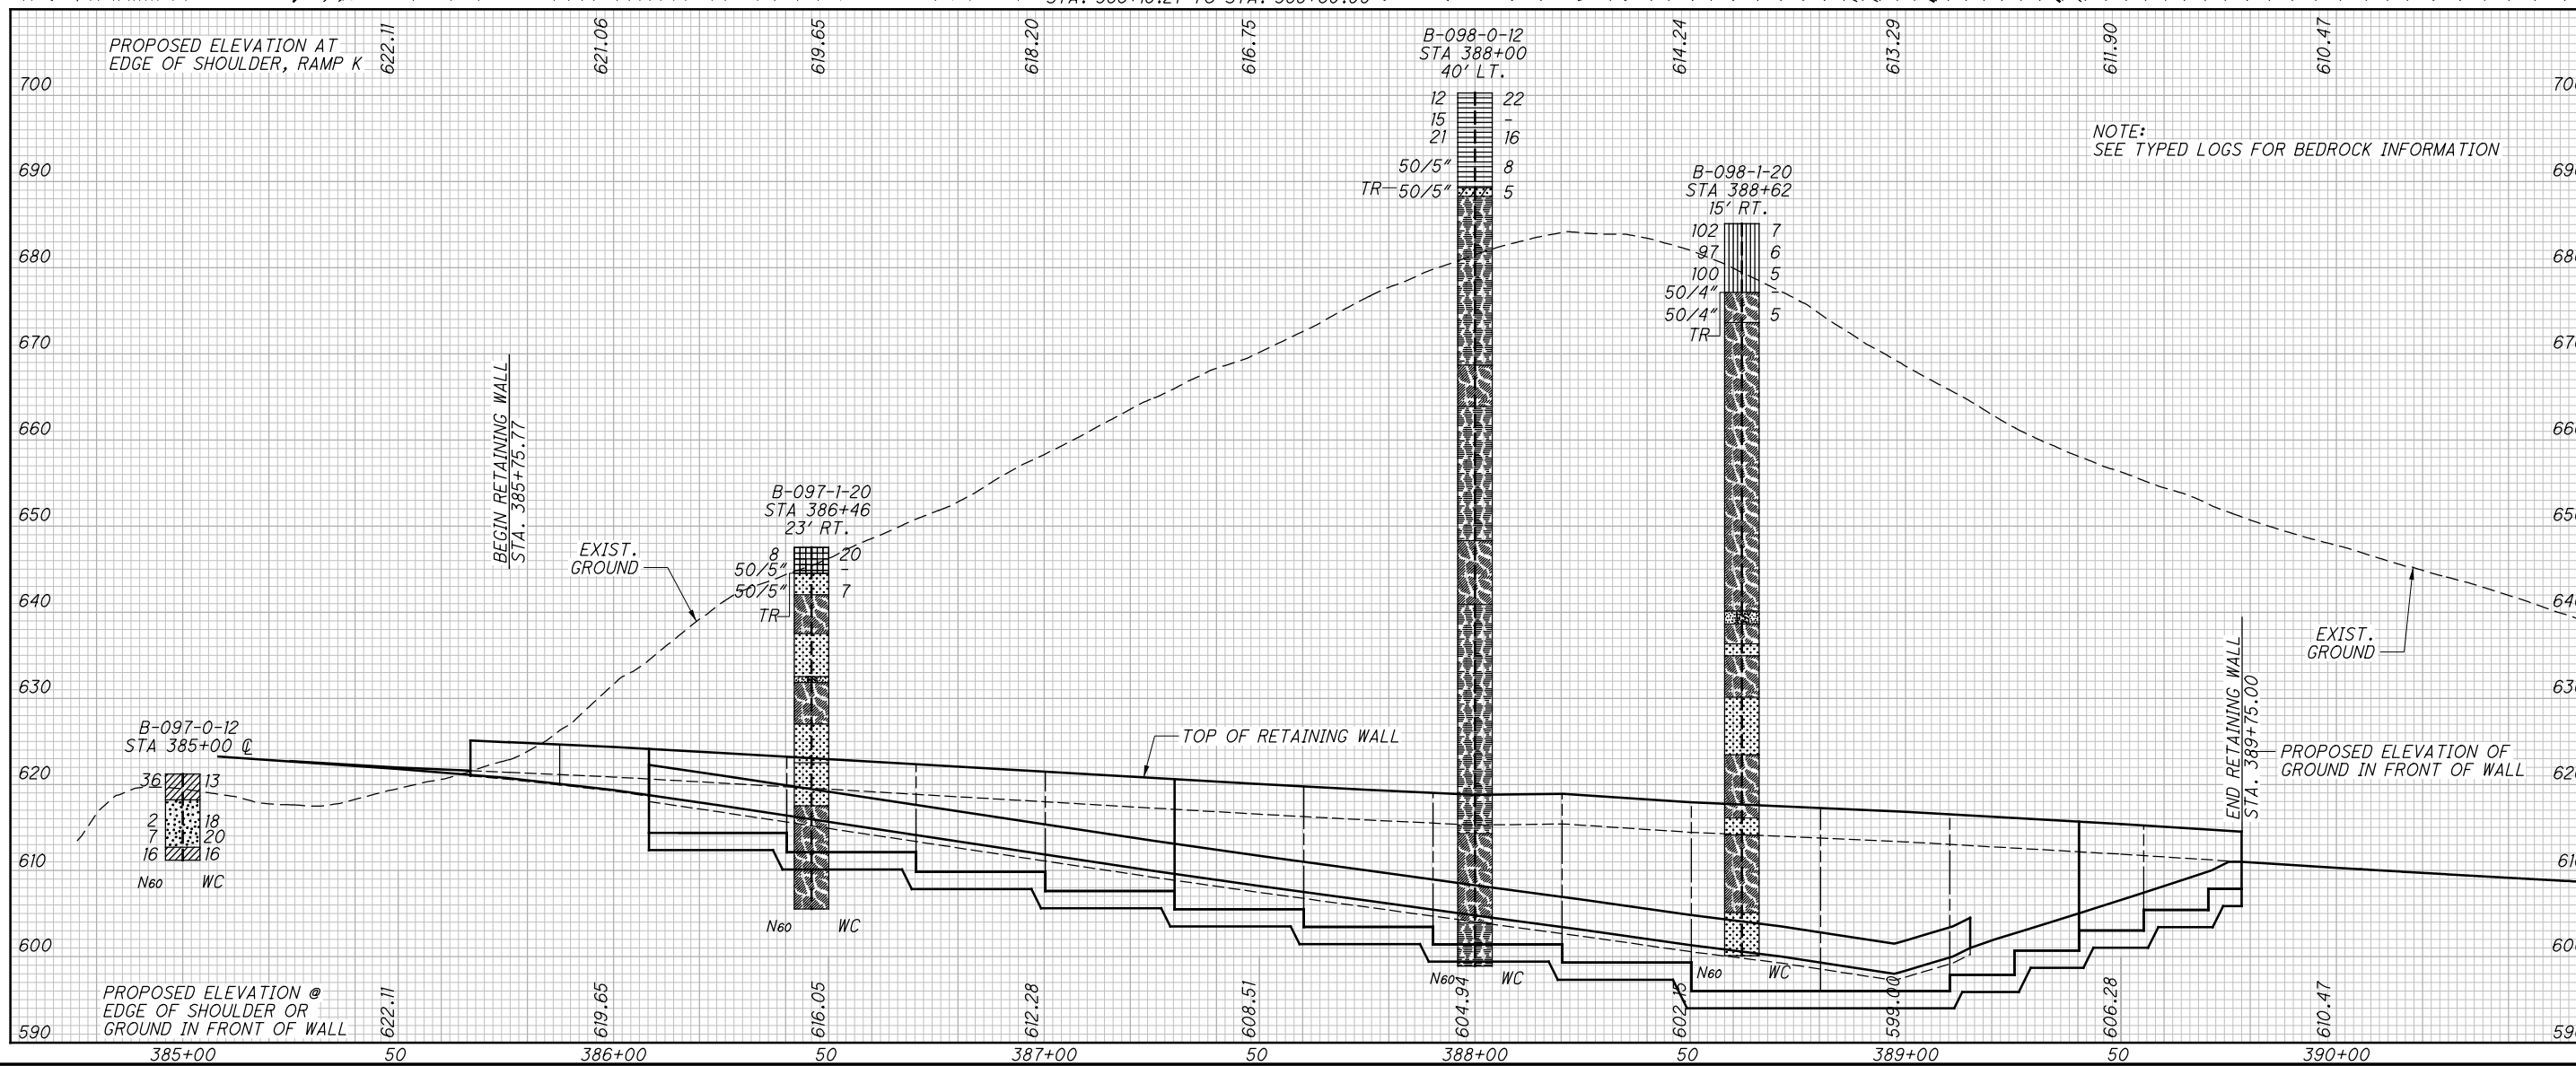 PROPOSED ELEVATION AT
EDGE OF SHOULDER, RAMP K
622.11
621.06
619.65
618.20
616.75
614.24
613.29
611.90
610.47
B-098-0-12
STA 388+00
40' LT.
12 22
15 -
21 16
50/5" 8
TR 50/5" 5
N60 WC
B-098-1-20
STA 388+62
15' RT.
102 7
97 6
100 5
50/4" -
50/4" 5
TR
N60 WC
NOTE:
SEE TYPED LOGS FOR BEDROCK INFORMATION
700
690
680
670
660
650
640
630
620
610
600
590
BEGIN RETAINING WALL
STA. 385+75.77
EXIST.
GROUND
B-097-1-20
STA 386+46
23' RT.
8 20
50/5" -
50/5" 7
TR
N60 WC
B-097-0-12
STA 385+00 ℄
36 13
2 18
7 20
16 16
N60 WC
TOP OF RETAINING WALL
EXIST.
GROUND
END RETAINING WALL
STA. 389+75.00
PROPOSED ELEVATION OF
GROUND IN FRONT OF WALL
PROPOSED ELEVATION @
EDGE OF SHOULDER OR
GROUND IN FRONT OF WALL
622.11
619.65
616.05
612.28
608.51
604.94
602.15
599.00
606.28
610.47
385+00
50
386+00
50
387+00
50
388+00
50
389+00
50
390+00